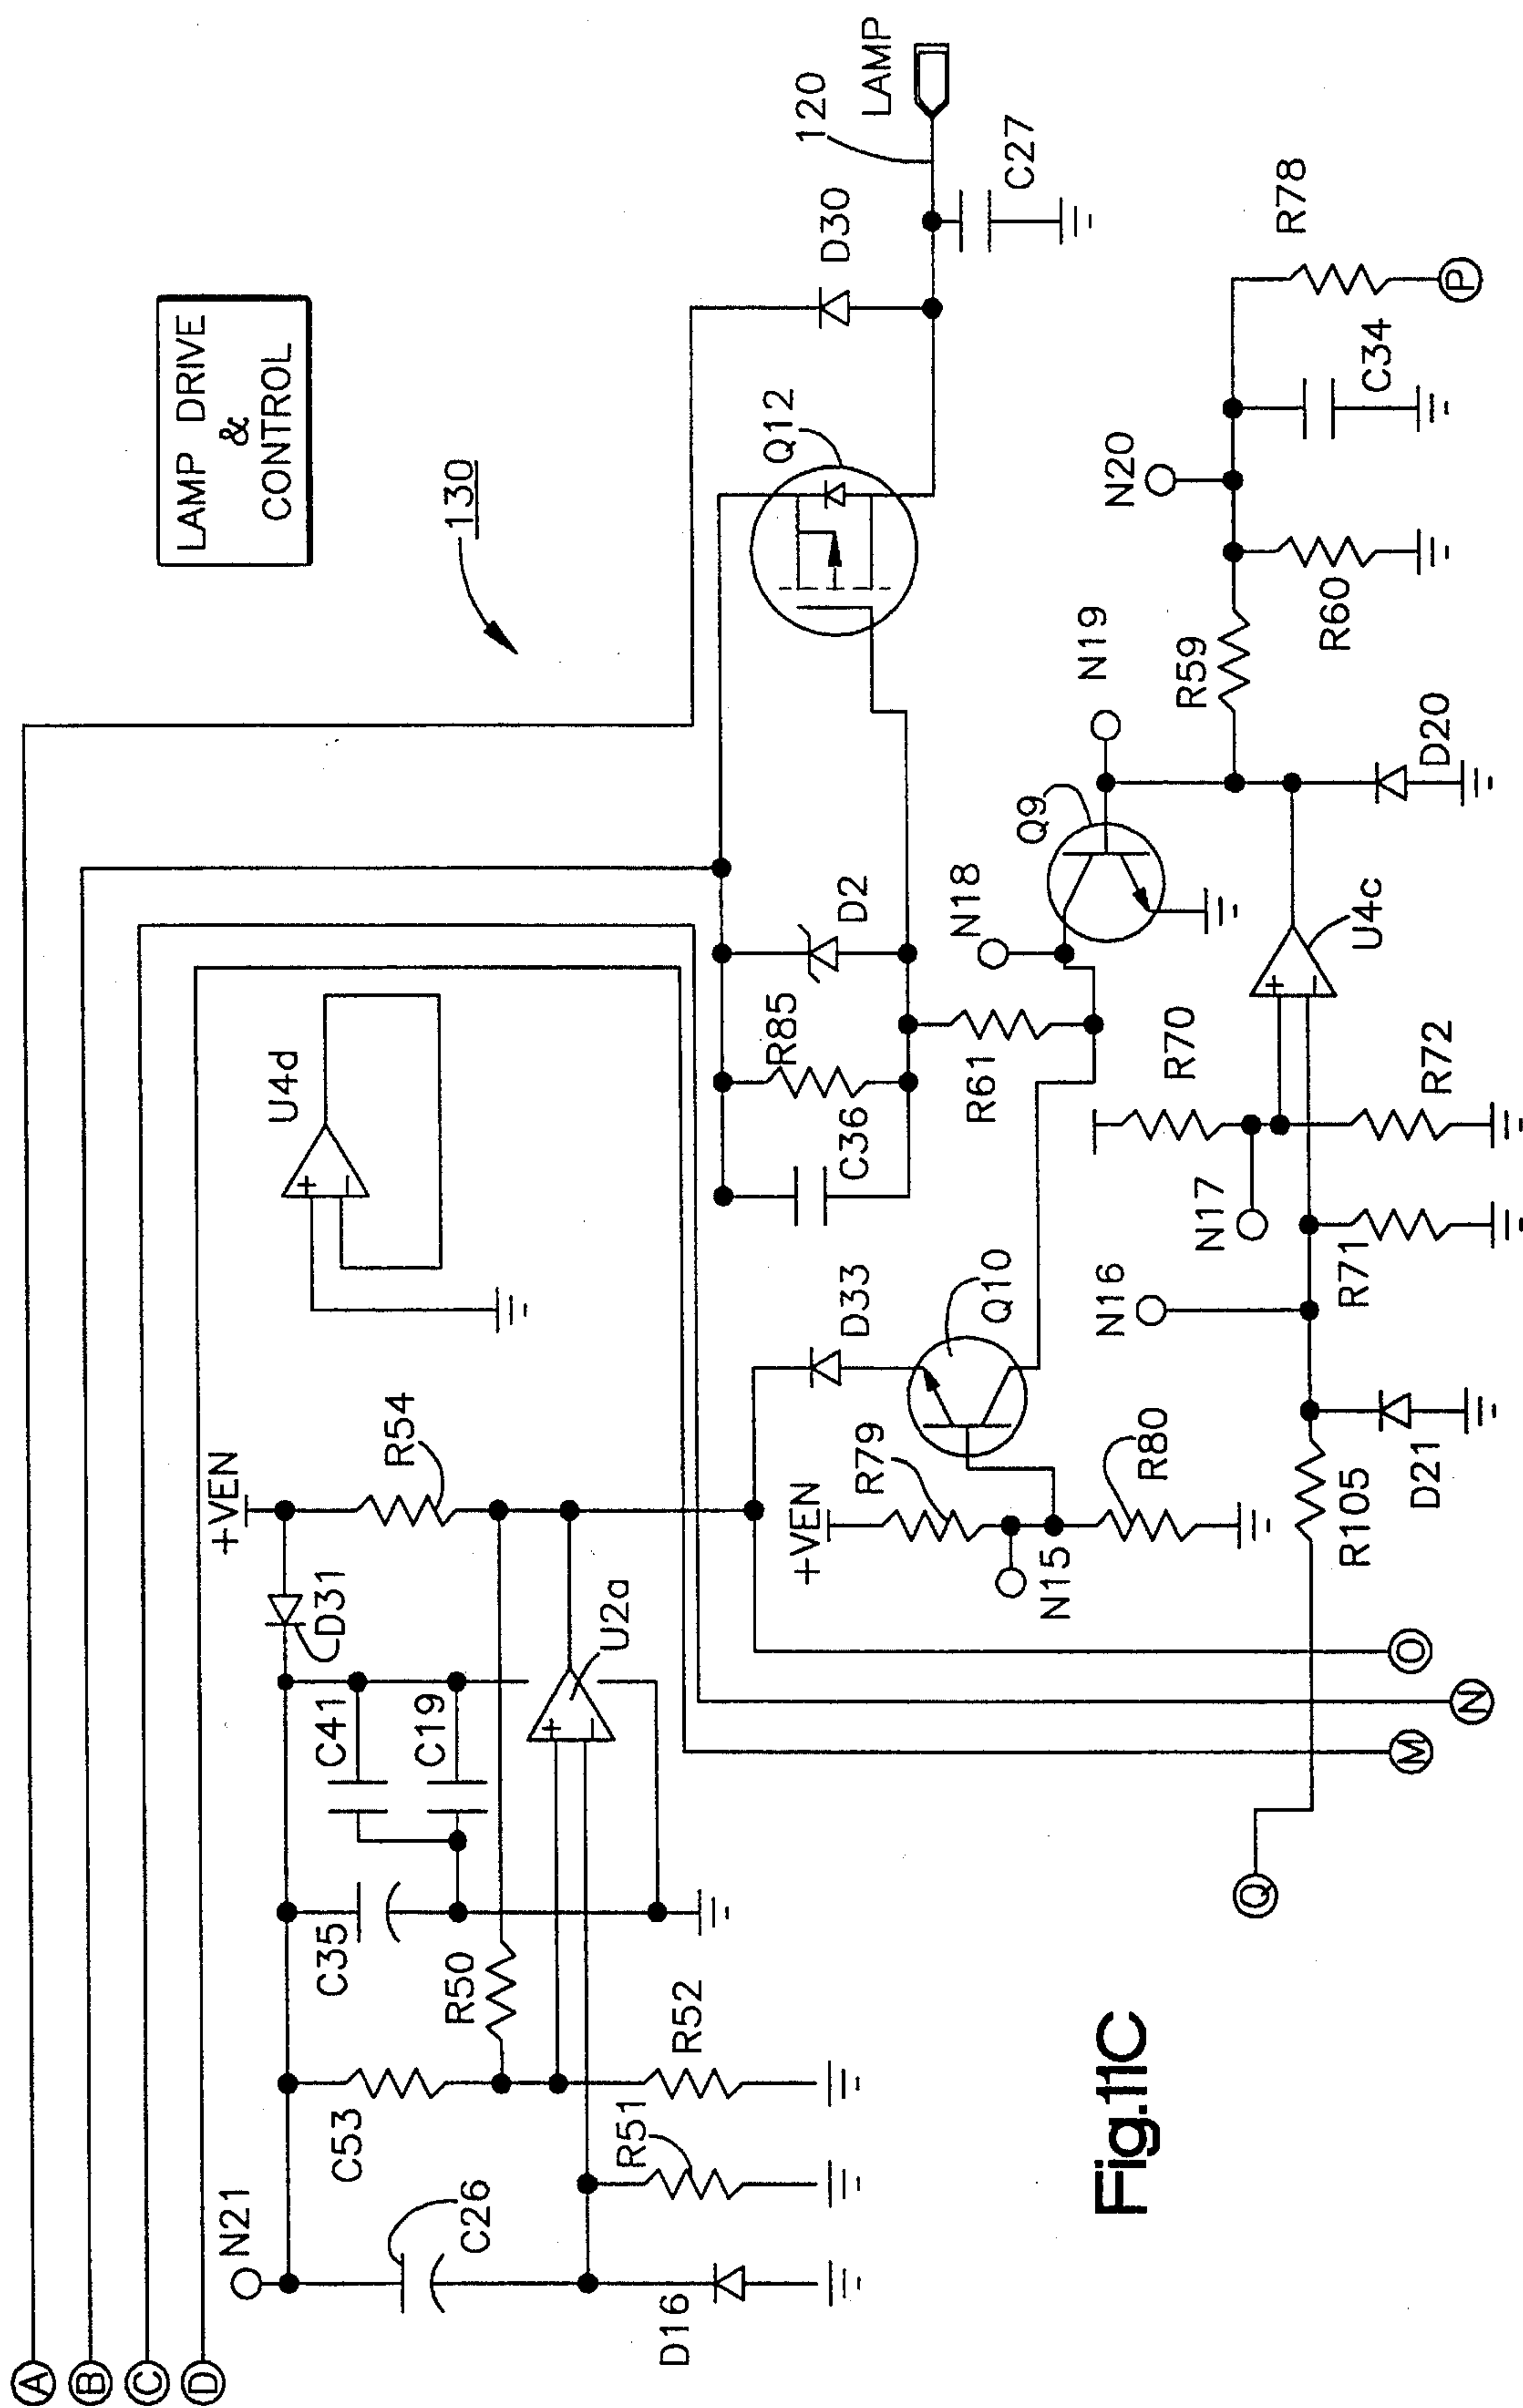 LAMP DRIVE
&
CONTROL
130
A
B
C
D
N21
+VEN
D31
R54
U4d
C41
C19
C35
U2a
R50
C53
R52
R51
C26
D16
Q12
D30
120
LAMP
C27
D2
R85
C36
R61
D33
Q10
R79
+VEN
N15
R80
N18
Q9
N19
R59
N20
R60
C34
R78
P
D20
U4c
R70
R72
N17
R71
N16
D21
R105
O
N
M
Q
Fig.11C